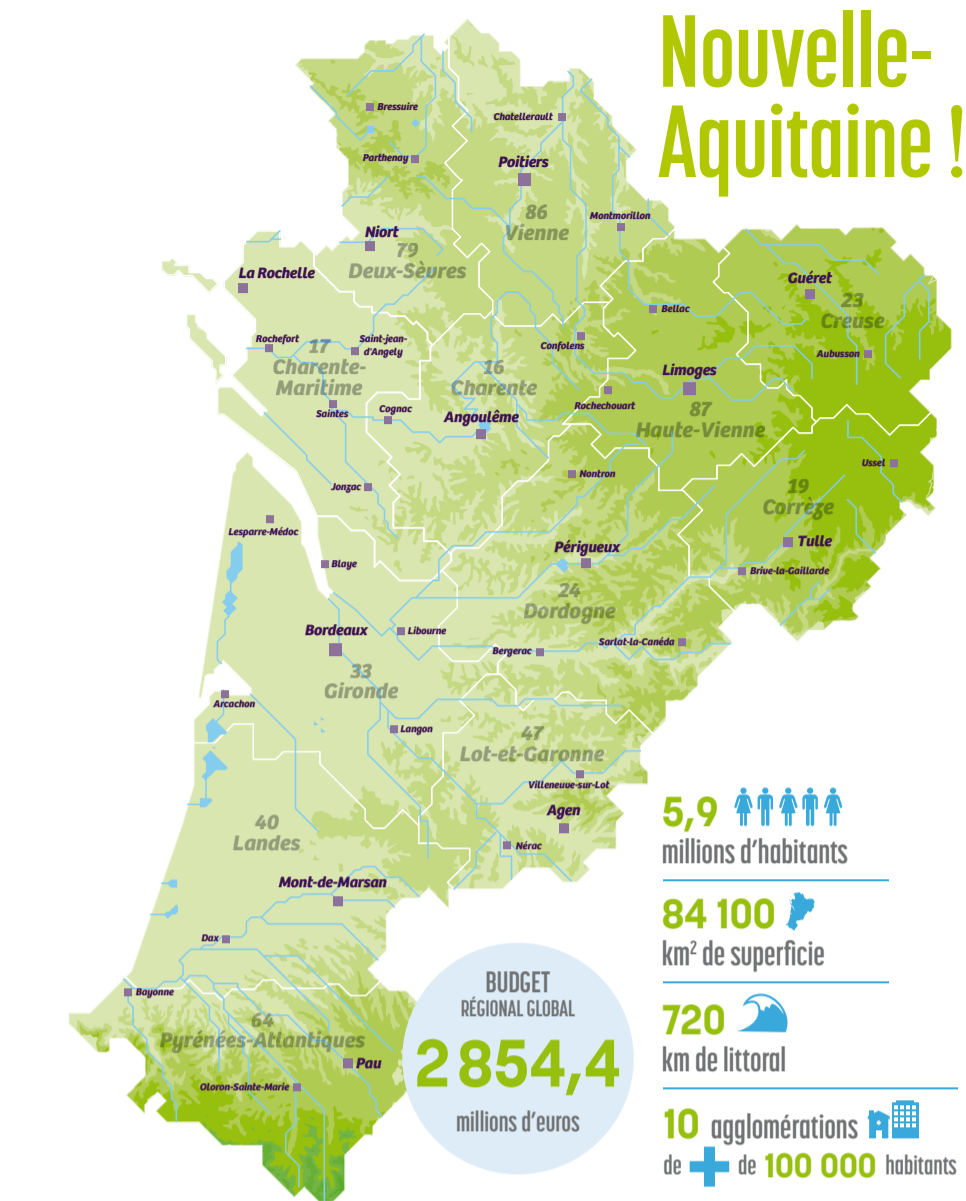 Nouvelle-
Aquitaine !
Bressuire
Chatellerault
Parthenay
Poitiers
86
Vienne
Montmorillon
Niort
79
Deux-Sèvres
La Rochelle
Guéret
23
Creuse
Bellac
Rochefort
17
Charente-
Maritime
Saint-jean-
d'Angely
Confolens
Aubusson
16
Charente
Limoges
Saintes
Cognac
Rochechouart
Angoulême
87
Haute-Vienne
Ussel
Nontron
Jonzac
19
Corrèze
Lesparre-Médoc
Tulle
Périgueux
Blaye
Brive-la-Gaillarde
24
Dordogne
Bordeaux
Libourne
Sarlat-la-Canéda
Bergerac
33
Gironde
Arcachon
Langon
47
Lot-et-Garonne
Villeneuve-sur-Lot
Agen
40
Landes
Nérac
Mont-de-Marsan
Dax
Bayonne
64
Pyrénées-Atlantiques
Pau
Oloron-Sainte-Marie
BUDGET
RÉGIONAL GLOBAL
2 854,4
millions d'euros
5,9
millions d'habitants
84 100
km² de superficie
720
km de littoral
10 agglomérations
de + de 100 000 habitants